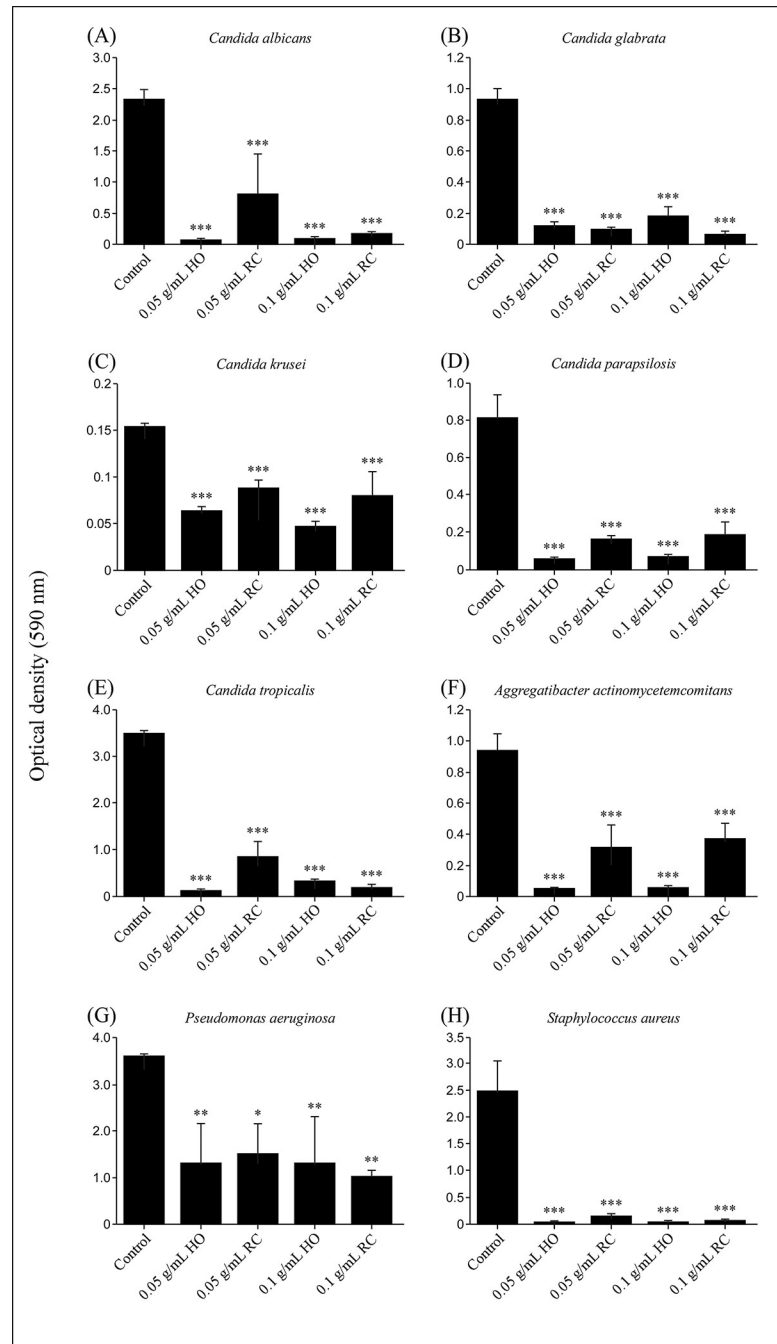 Optical density (590 nm)
(A)
Candida albicans
3.0
2.5
2.0
1.5
1.0
0.5
0
***
***
***
***
Control
0.05 g/mL HO
0.05 g/mL RC
0.1 g/mL HO
0.1 g/mL RC
(B)
Candida glabrata
1.2
1.0
0.8
0.6
0.4
0.2
0
***
***
***
***
Control
0.05 g/mL HO
0.05 g/mL RC
0.1 g/mL HO
0.1 g/mL RC
(C)
Candida krusei
0.2
0.15
0.1
0.05
0
***
***
***
***
Control
0.05 g/mL HO
0.05 g/mL RC
0.1 g/mL HO
0.1 g/mL RC
(D)
Candida parapsilosis
1.0
0.8
0.6
0.4
0.2
0
***
***
***
***
Control
0.05 g/mL HO
0.05 g/mL RC
0.1 g/mL HO
0.1 g/mL RC
(E)
Candida tropicalis
4.0
3.0
2.0
1.0
0
***
***
***
***
Control
0.05 g/mL HO
0.05 g/mL RC
0.1 g/mL HO
0.1 g/mL RC
(F)
Aggregatibacter actinomycetemcomitans
1.2
1.0
0.8
0.6
0.4
0.2
0
***
***
***
***
Control
0.05 g/mL HO
0.05 g/mL RC
0.1 g/mL HO
0.1 g/mL RC
(G)
Pseudomonas aeruginosa
4.0
3.0
2.0
1.0
0
**
*
**
**
Control
0.05 g/mL HO
0.05 g/mL RC
0.1 g/mL HO
0.1 g/mL RC
(H)
Staphylococcus aureus
3.5
3.0
2.5
2.0
1.5
1.0
0.5
0
***
***
***
***
Control
0.05 g/mL HO
0.05 g/mL RC
0.1 g/mL HO
0.1 g/mL RC